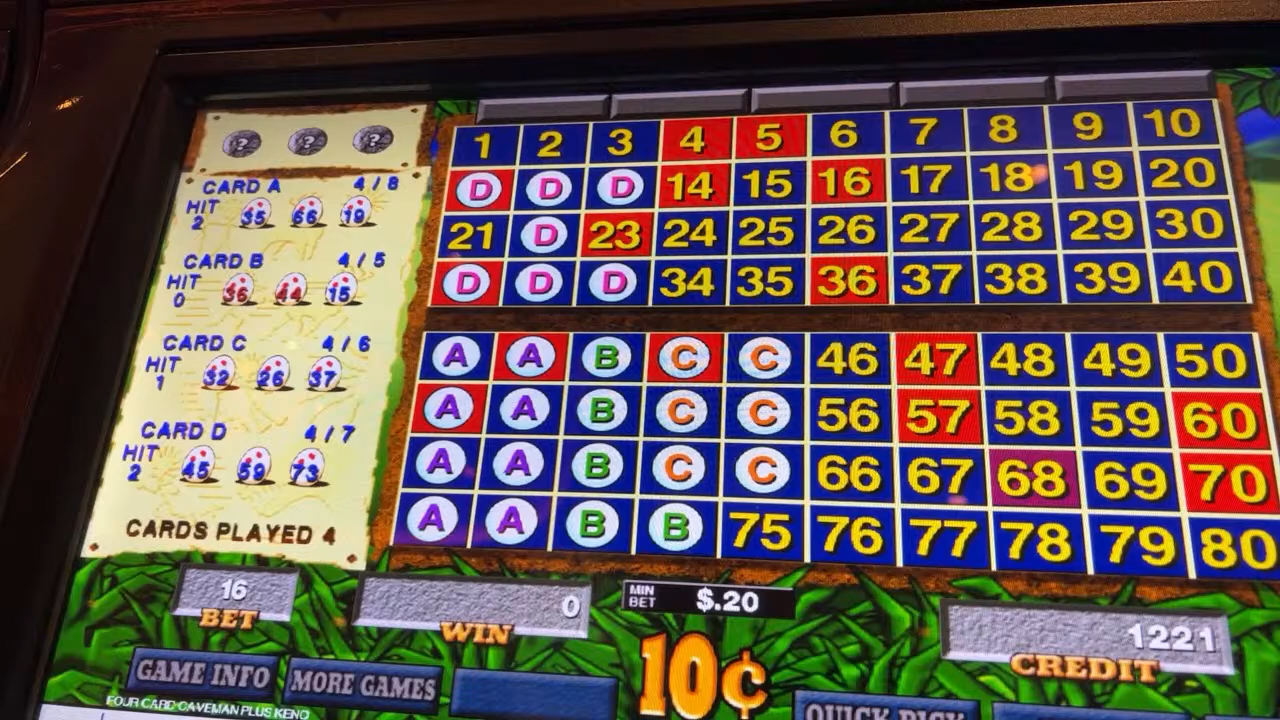 ? ? ?
CARD A 4/8
HIT 2 35 66 19
CARD B 4/5
HIT 0 36 44 15
CARD C 4/6
HIT 1 32 26 37
CARD D 4/7
HIT 2 45 59 73
CARDS PLAYED 4
1 2 3 4 5 6 7 8 9 10
D D D 14 15 16 17 18 19 20
21 D 23 24 25 26 27 28 29 30
D D D 34 35 36 37 38 39 40
A A B C C 46 47 48 49 50
A A B C C 56 57 58 59 60
A A B C C 66 67 68 69 70
A A B B 75 76 77 78 79 80
16
BET
0
WIN
MIN BET $.20
10¢
1221
CREDIT
GAME INFO
MORE GAMES
QUICK PICK
FOUR CARD CAVEMAN PLUS KENO